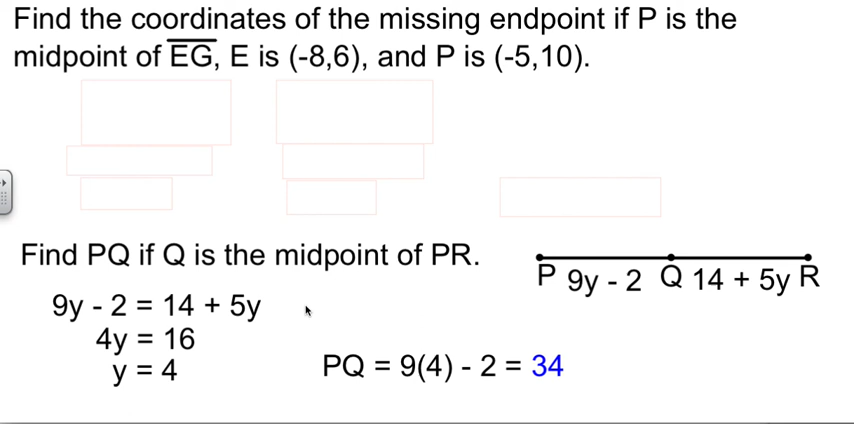 Find the coordinates of the missing endpoint if P is the
midpoint of EG, E is (-8,6), and P is (-5,10).
Find PQ if Q is the midpoint of PR.
P 9y - 2 Q 14 + 5y R
9y - 2 = 14 + 5y
4y = 16
y = 4
PQ = 9(4) - 2 = 34